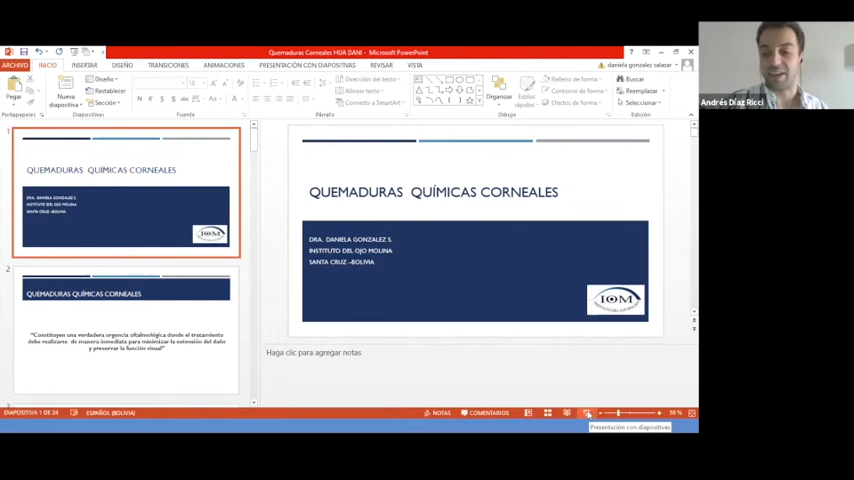 Quemaduras Corneales HUA DANI - Microsoft PowerPoint
ARCHIVO INICIO INSERTAR DISEÑO TRANSICIONES ANIMACIONES PRESENTACIÓN CON DIAPOSITIVAS REVISAR VISTA
daniela gonzalez salazar
Pegar
Nueva
diapositiva
Diseño
Restablecer
Sección
Dirección del texto
Alinear texto
Convertir a SmartArt
Organizar
Estilos
rápidos
Relleno de forma
Contorno de forma
Efectos de forma
Buscar
Reemplazar
Seleccionar
Portapapeles Diapositivas Fuente Párrafo Dibujo Edición
Andrés Díaz Ricci
1
QUEMADURAS QUÍMICAS CORNEALES
DRA. DANIELA GONZALEZ S.
INSTITUTO DEL OJO MOLINA
SANTA CRUZ -BOLIVIA
IOM
2
QUEMADURAS QUÍMICAS CORNEALES
"Constituyen una verdadera urgencia oftalmológica donde el tratamiento
debe realizarse de manera inmediata para minimizar la extensión del daño
y preservar la función visual"
QUEMADURAS QUÍMICAS CORNEALES
DRA. DANIELA GONZALEZ S.
INSTITUTO DEL OJO MOLINA
SANTA CRUZ –BOLIVIA
IOM
INSTITUTO DEL OJO MOLINA
Haga clic para agregar notas
DIAPOSITIVA 1 DE 24 ESPAÑOL (BOLIVIA) NOTAS COMENTARIOS 58 %
Presentación con diapositivas